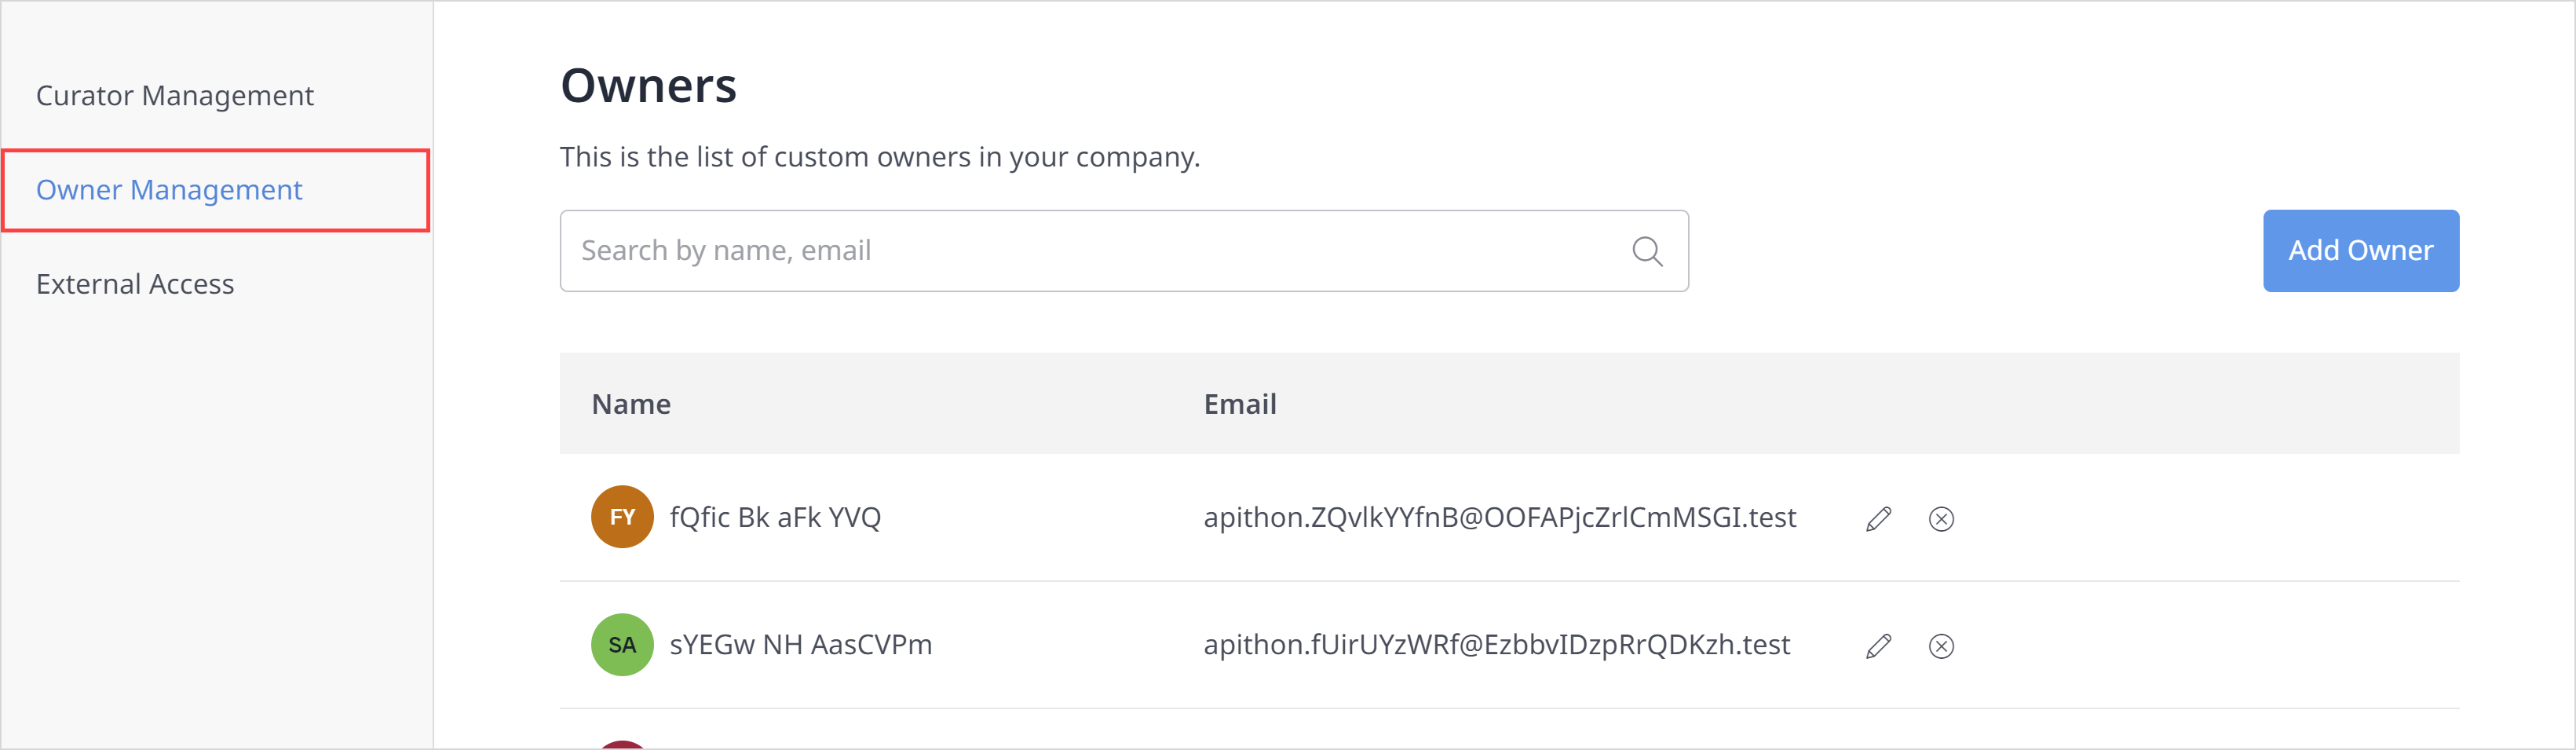 Curator Management
Owner Management
External Access
Owners
This is the list of custom owners in your company.
Search by name, email
Add Owner
Name Email
FY fQfic Bk aFk YVQ apithon.ZQvlkYYfnB@OOFAPjcZrlCmMSGI.test
SA sYEGw NH AasCVPm apithon.fUirUYzWRf@EzbbvIDzpRrQDKzh.test